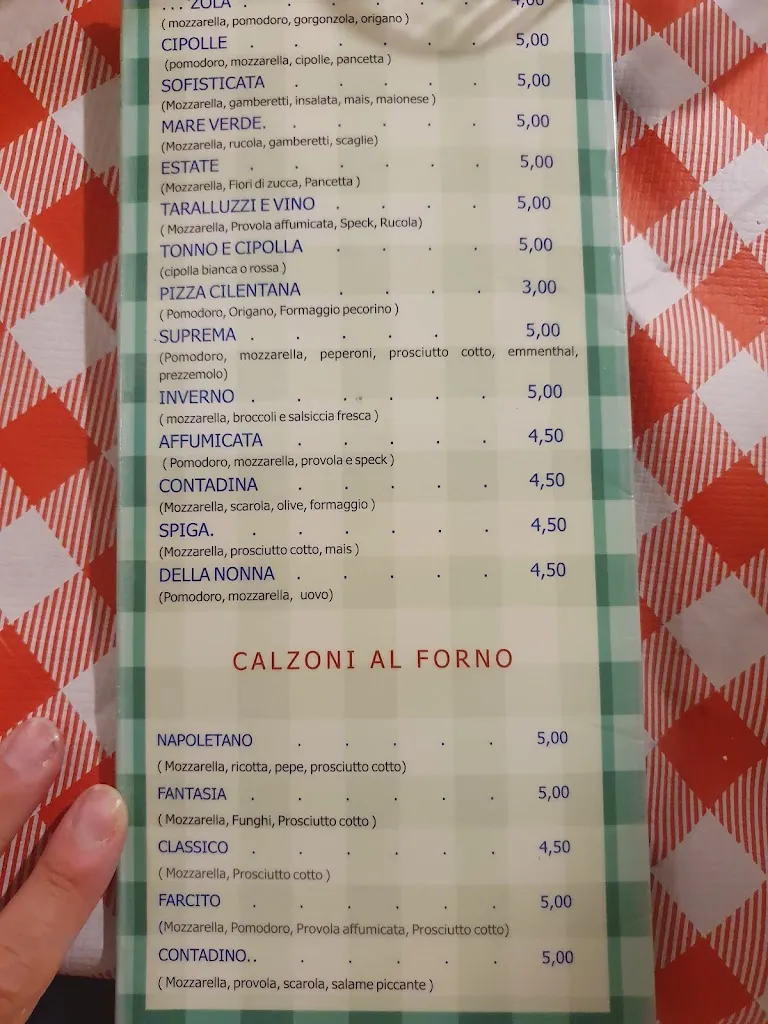 ZOLA . . . . . 4,00
( mozzarella, pomodoro, gorgonzola, origano )
CIPOLLE . . . . . . 5,00
(pomodoro, mozzarella, cipolle, pancetta )
SOFISTICATA . . . . . 5,00
(Mozzarella, gamberetti, insalata, mais, maionese )
MARE VERDE. . . . . . 5,00
(Mozzarella, rucola, gamberetti, scaglie)
ESTATE . . . . . . 5,00
(Mozzarella, Fiori di zucca, Pancetta )
TARALLUZZI E VINO . . . . 5,00
( Mozzarella, Provola affumicata, Speck, Rucola)
TONNO E CIPOLLA . . . . 5,00
(cipolla bianca o rossa )
PIZZA CILENTANA . . . . 3,00
( Pomodoro, Origano, Formaggio pecorino )
SUPREMA . . . . . 5,00
(Pomodoro, mozzarella, peperoni, prosciutto cotto, emmenthal,
prezzemolo)
INVERNO . . . . . . 5,00
( mozzarella, broccoli e salsiccia fresca )
AFFUMICATA . . . . . 4,50
( Pomodoro, mozzarella, provola e speck )
CONTADINA . . . . . . 4,50
(Mozzarella, scarola, olive, formaggio )
SPIGA. . . . . . . 4,50
(Mozzarella, prosciutto cotto, mais )
DELLA NONNA . . . . . 4,50
(Pomodoro, mozzarella, uovo)
CALZONI AL FORNO
NAPOLETANO . . . . . 5,00
( Mozzarella, ricotta, pepe, prosciutto cotto)
FANTASIA . . . . . . 5,00
( Mozzarella, Funghi, Prosciutto cotto )
CLASSICO . . . . . . 4,50
( Mozzarella, Prosciutto cotto )
FARCITO . . . . . . 5,00
(Mozzarella, Pomodoro, Provola affumicata, Prosciutto cotto)
CONTADINO.. . . . . . 5,00
( Mozzarella, provola, scarola, salame piccante )